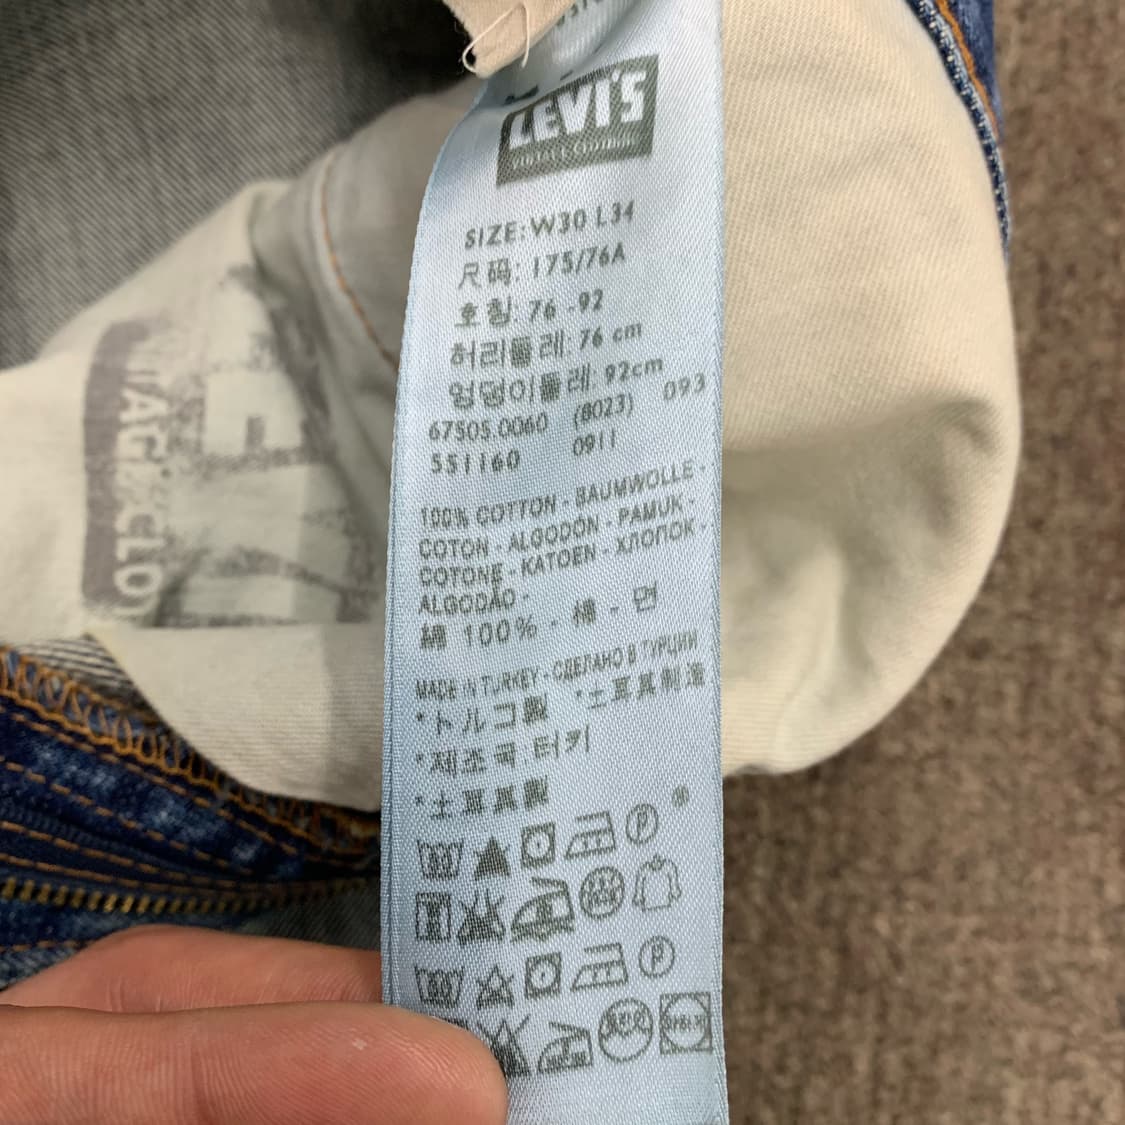 LEVI'S
SIZE: W30 L34
尺码: 175/76A
호칭: 76 -92
허리둘레: 76 cm
엉덩이둘레: 92cm
67505.0060 (8023) 093
551160 0911
100% COTTON - BAUMWOLLE -
COTON - ALGODON - PAMUK -
COTONE - KATOEN - ХЛОПОК -
ALGODÃO -
綿 100% - 棉 - 면
MADE IN TURKEY - СДЕЛАНО В ТУРЦИИ
*トルコ製 *土耳其制造
*제조국: 터키
*土耳其製
P
P